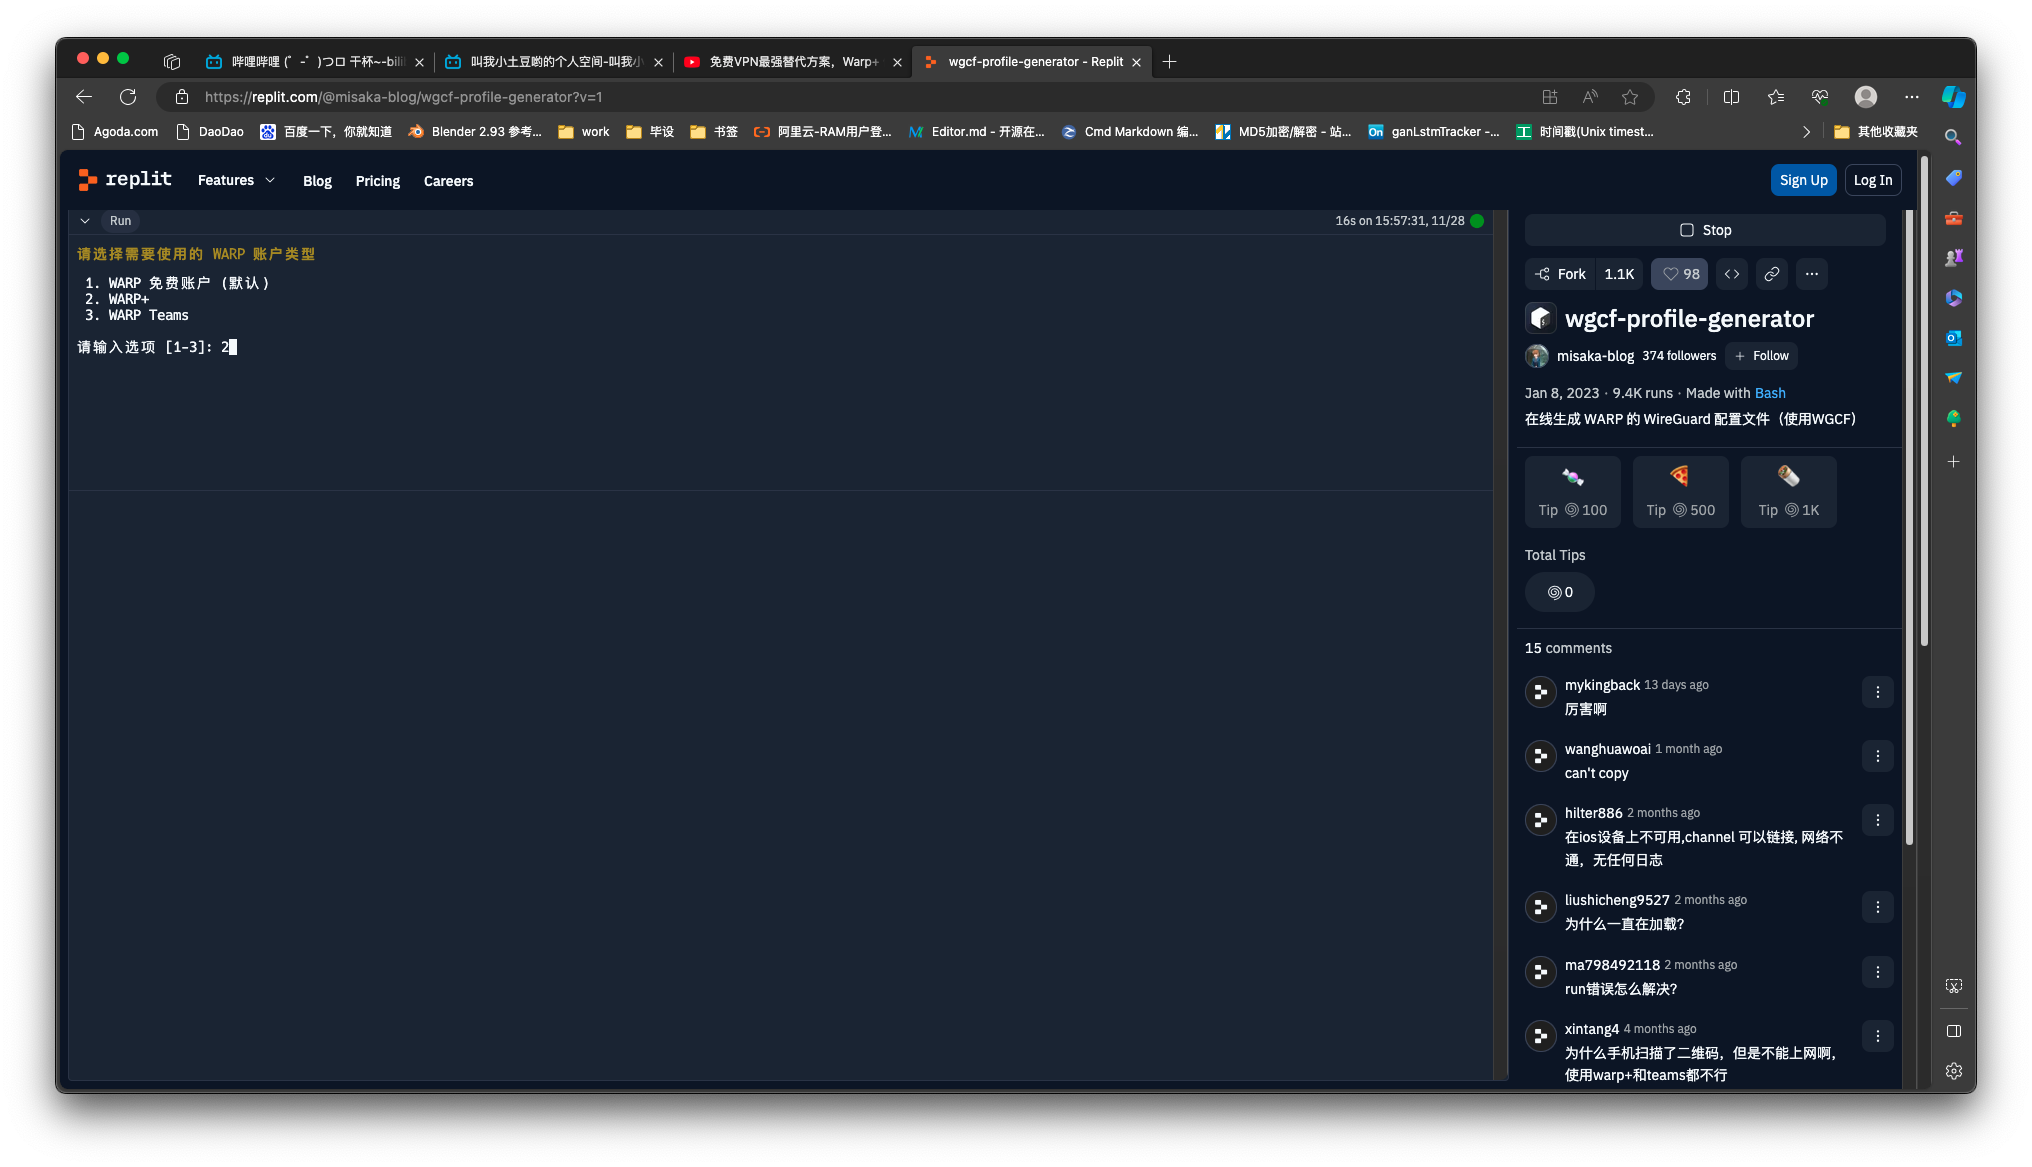 哔哩哔哩 (゜-゜)つロ 干杯~-bili
叫我小土豆哟的个人空间-叫我小
免费VPN最强替代方案，Warp+
wgcf-profile-generator - Replit
https://replit.com/@misaka-blog/wgcf-profile-generator?v=1
Agoda.com
DaoDao
百度一下，你就知道
Blender 2.93 参考...
work
毕设
书签
阿里云-RAM用户登...
Editor.md - 开源在...
Cmd Markdown 编...
MD5加密/解密 - 站...
On
ganLstmTracker -...
时间戳(Unix timest...
其他收藏夹
replit
Features
Blog
Pricing
Careers
Sign Up
Log In
Run
16s on 15:57:31, 11/28
请选择需要使用的 WARP 账户类型
1. WARP 免费账户 (默认)
2. WARP+
3. WARP Teams
请输入选项 [1-3]: 2
Stop
Fork
1.1K
98
wgcf-profile-generator
misaka-blog
374 followers
+ Follow
Jan 8, 2023 · 9.4K runs · Made with Bash
在线生成 WARP 的 WireGuard 配置文件（使用WGCF）
Tip 100
Tip 500
Tip 1K
Total Tips
0
15 comments
mykingback 13 days ago
厉害啊
wanghuawoai 1 month ago
can't copy
hilter886 2 months ago
在ios设备上不可用,channel 可以链接, 网络不
通，无任何日志
liushicheng9527 2 months ago
为什么一直在加载?
ma798492118 2 months ago
run错误怎么解决?
xintang4 4 months ago
为什么手机扫描了二维码，但是不能上网啊，
使用warp+和teams都不行